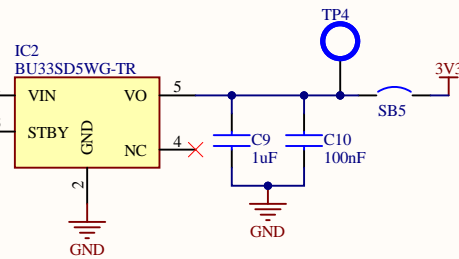 TP4
IC2
BU33SD5WG-TR
3V3
VIN
VO
5
SB5
STBY
GND
NC
4
C9
1uF
C10
100nF
2
GND
GND